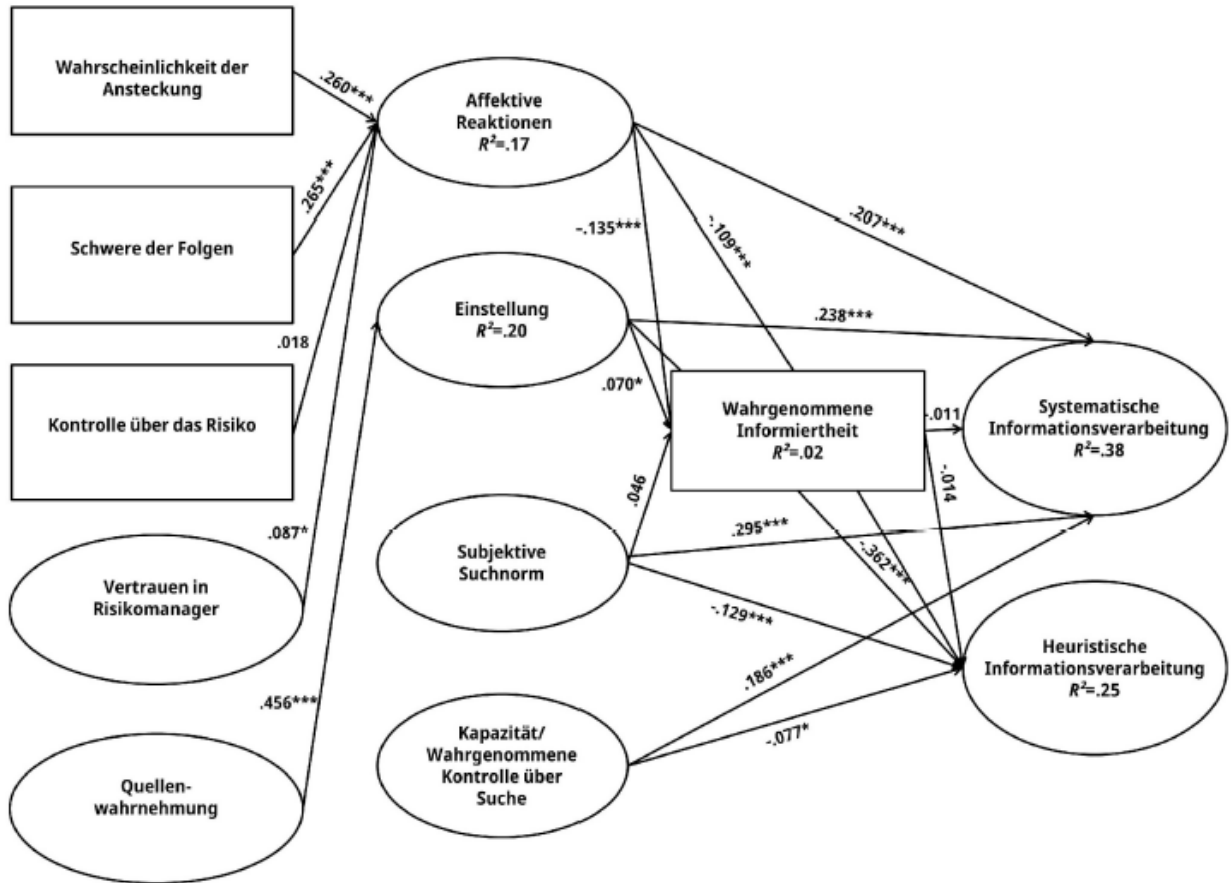 Wahrscheinlichkeit der
Ansteckung
.260***
Affektive
Reaktionen
R²=.17
Schwere der Folgen
.265***
-.135***
-.109***
.207***
Einstellung
R²=.20
.238***
.070*
Kontrolle über das Risiko
.018
Wahrgenommene
Informiertheit
R²=.02
-.011
Systematische
Informationsverarbeitung
R²=.38
.046
-.014
Vertrauen in
Risikomanager
.087*
Subjektive
Suchnorm
.295***
-.362***
-.129***
Heuristische
Informationsverarbeitung
R²=.25
.186***
-.077*
.456***
Kapazität/
Wahrgenommene
Kontrolle über
Suche
Quellen-
wahrnehmung